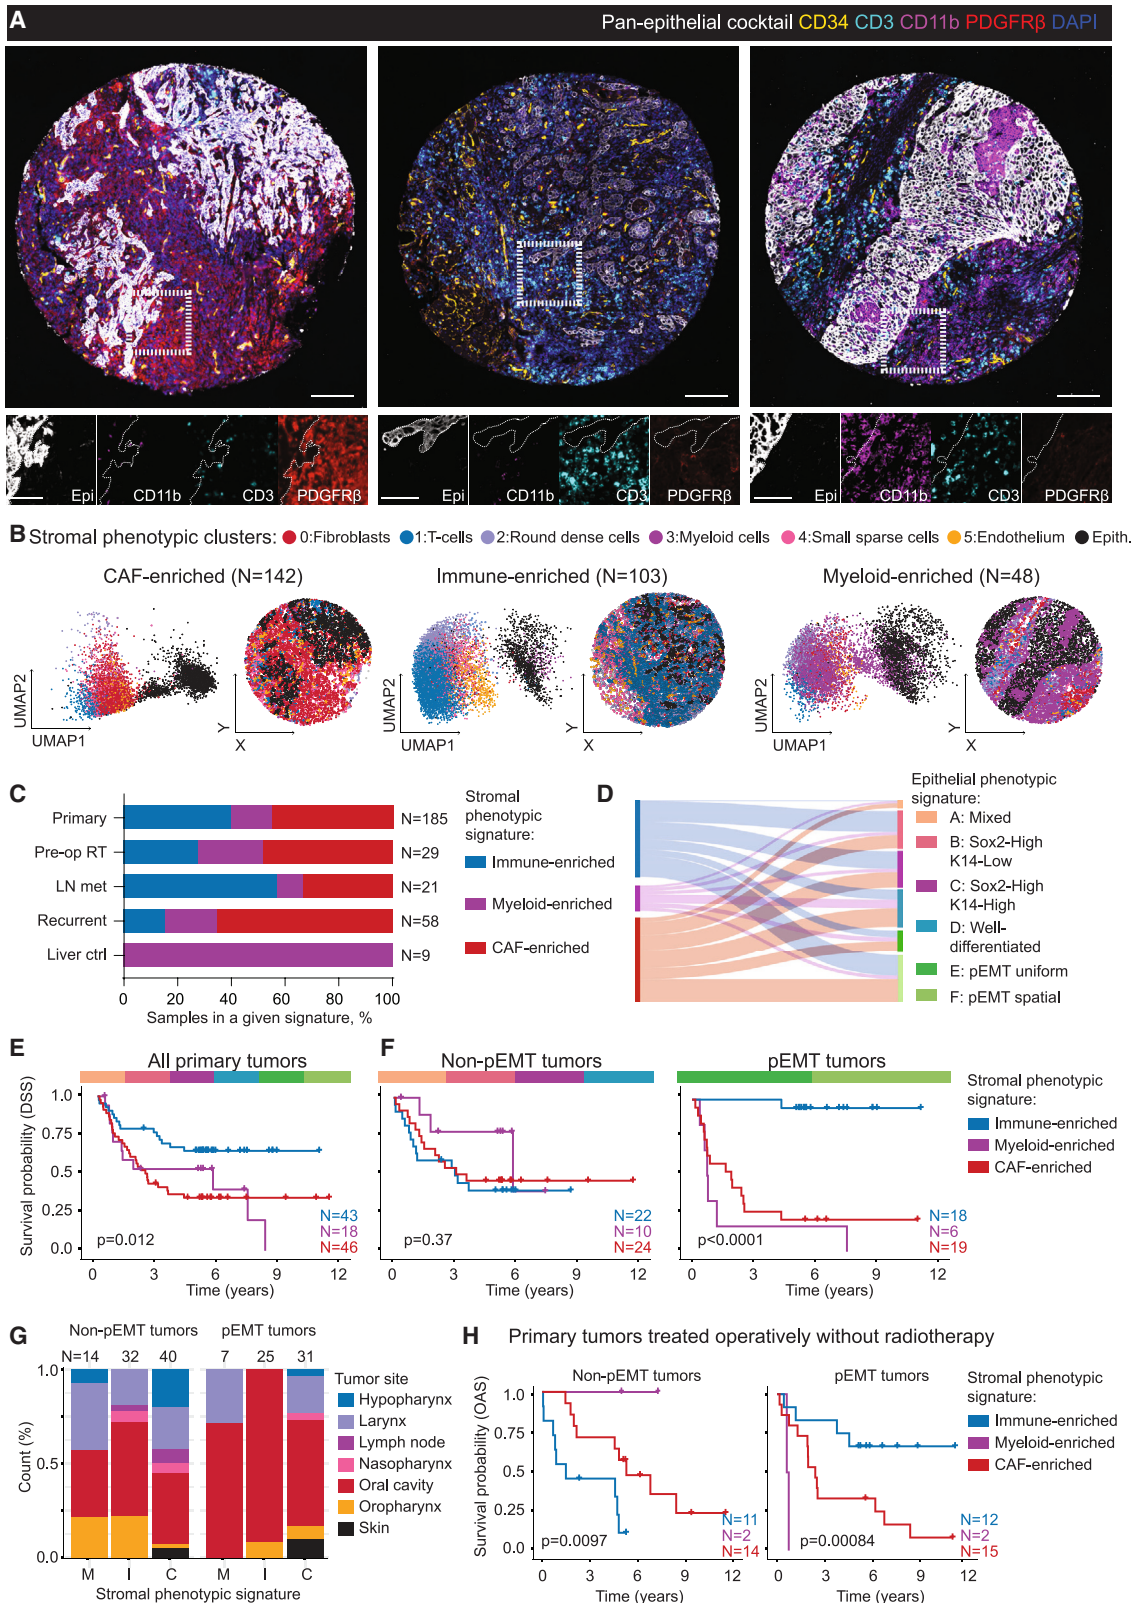 A
Pan-epithelial cocktail CD34 CD3 CD11b PDGFRβ DAPI
Epi CD11b CD3 PDGFRβ
Epi CD11b CD3 PDGFRβ
Epi CD11b CD3 PDGFRβ
B Stromal phenotypic clusters: 0:Fibroblasts 1:T-cells 2:Round dense cells 3:Myeloid cells 4:Small sparse cells 5:Endothelium Epith.
CAF-enriched (N=142)
UMAP2
UMAP1
Y
X
Immune-enriched (N=103)
UMAP2
UMAP1
Y
X
Myeloid-enriched (N=48)
UMAP2
UMAP1
Y
X
C
Primary N=185
Pre-op RT N=29
LN met N=21
Recurrent N=58
Liver ctrl N=9
0 20 40 60 80 100
Samples in a given signature, %
Stromal
phenotypic
signature:
Immune-enriched
Myeloid-enriched
CAF-enriched
D
Epithelial phenotypic
signature:
A: Mixed
B: Sox2-High
K14-Low
C: Sox2-High
K14-High
D: Well-
differentiated
E: pEMT uniform
F: pEMT spatial
E
All primary tumors
Survival probability (DSS)
1.0
0.75
0.5
0.25
0.0
p=0.012
N=43
N=18
N=46
0 3 6 9 12
Time (years)
F
Non-pEMT tumors
p=0.37
N=22
N=10
N=24
0 3 6 9 12
Time (years)
pEMT tumors
p<0.0001
N=18
N=6
N=19
0 3 6 9 12
Time (years)
Stromal phenotypic
signature:
Immune-enriched
Myeloid-enriched
CAF-enriched
G
Non-pEMT tumors pEMT tumors
N=14 32 40 7 25 31
Count (%)
1.0
0.5
0.0
M I C M I C
Stromal phenotypic signature
Tumor site
Hypopharynx
Larynx
Lymph node
Nasopharynx
Oral cavity
Oropharynx
Skin
H Primary tumors treated operatively without radiotherapy
Non-pEMT tumors
Survival probability (OAS)
1.0
0.75
0.5
0.25
0.0
p=0.0097
N=11
N=2
N=14
0 3 6 9 12
Time (years)
pEMT tumors
p=0.00084
N=12
N=2
N=15
0 3 6 9 12
Time (years)
Stromal phenotypic
signature:
Immune-enriched
Myeloid-enriched
CAF-enriched